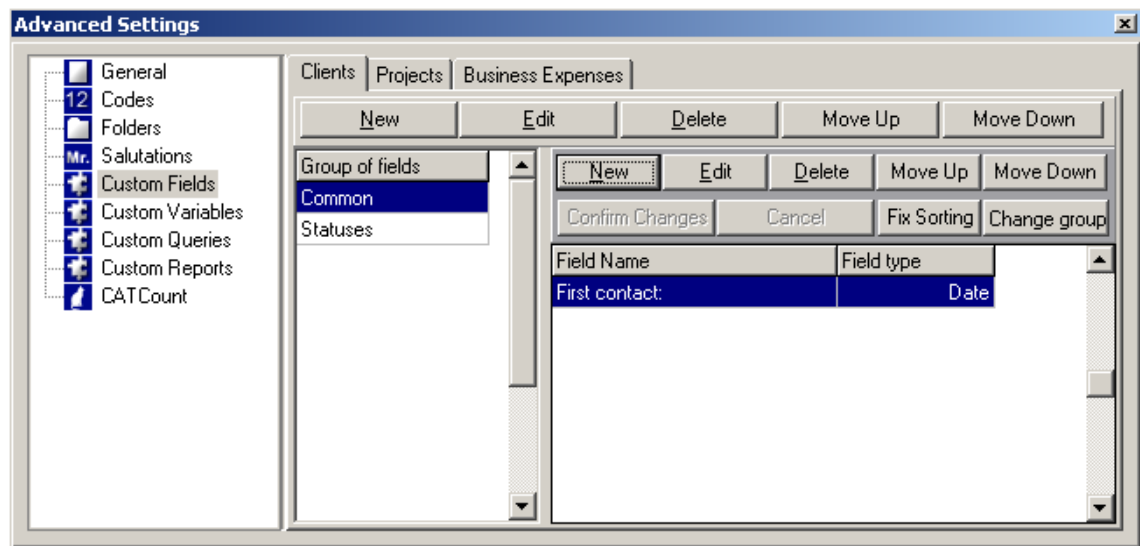 Advanced Settings
General
12 Codes
Folders
Mr. Salutations
Custom Fields
Custom Variables
Custom Queries
Custom Reports
CATCount
Clients Projects Business Expenses
New Edit Delete Move Up Move Down
Group of fields
Common
Statuses
New Edit Delete Move Up Move Down
Confirm Changes Cancel Fix Sorting Change group
Field Name Field type
First contact: Date